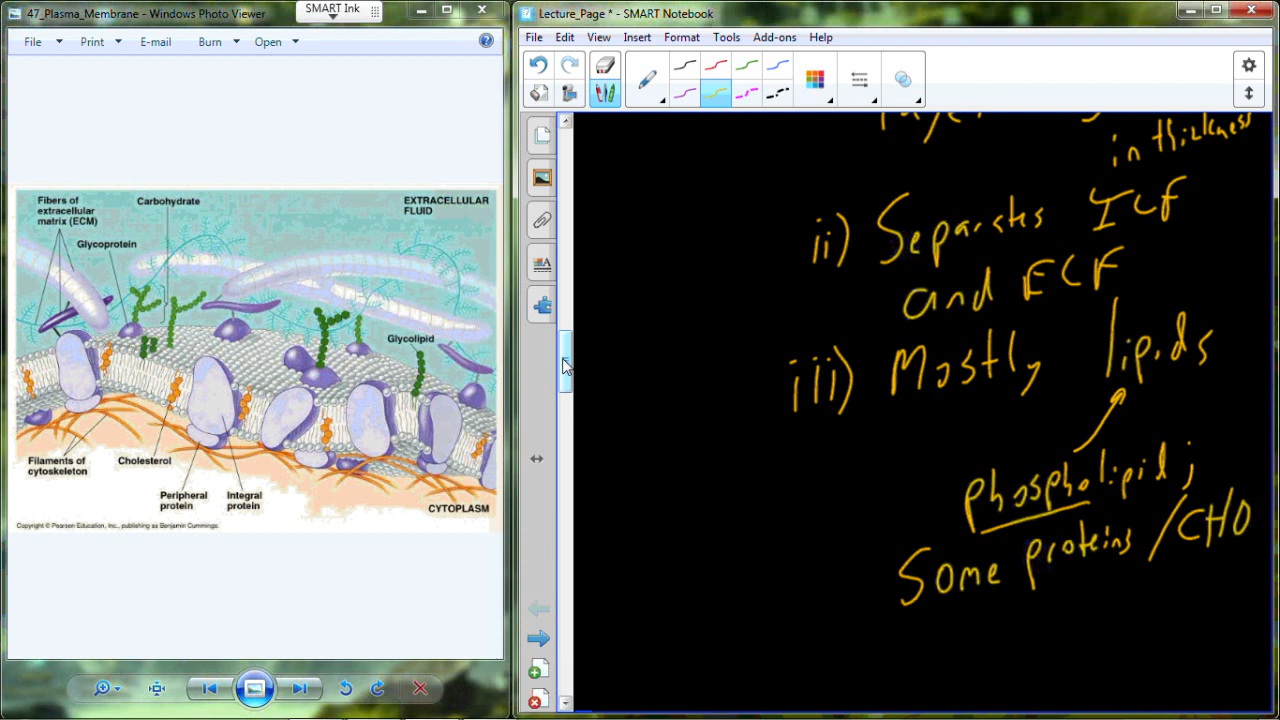 47_Plasma_Membrane - Windows Photo Viewer
SMART Ink
File Print E-mail Burn Open
Fibers of
extracellular
matrix (ECM)
Carbohydrate
EXTRACELLULAR
FLUID
Glycoprotein
Glycolipid
Filaments of
cytoskeleton
Cholesterol
Peripheral
protein
Integral
protein
CYTOPLASM
Copyright © Pearson Education, Inc., publishing as Benjamin Cummings.
Lecture_Page * - SMART Notebook
File Edit View Insert Format Tools Add-ons Help
in thickness
ii) Separates ICF
and ECF
iii) Mostly lipids
phospholipid;
Some proteins/CHO